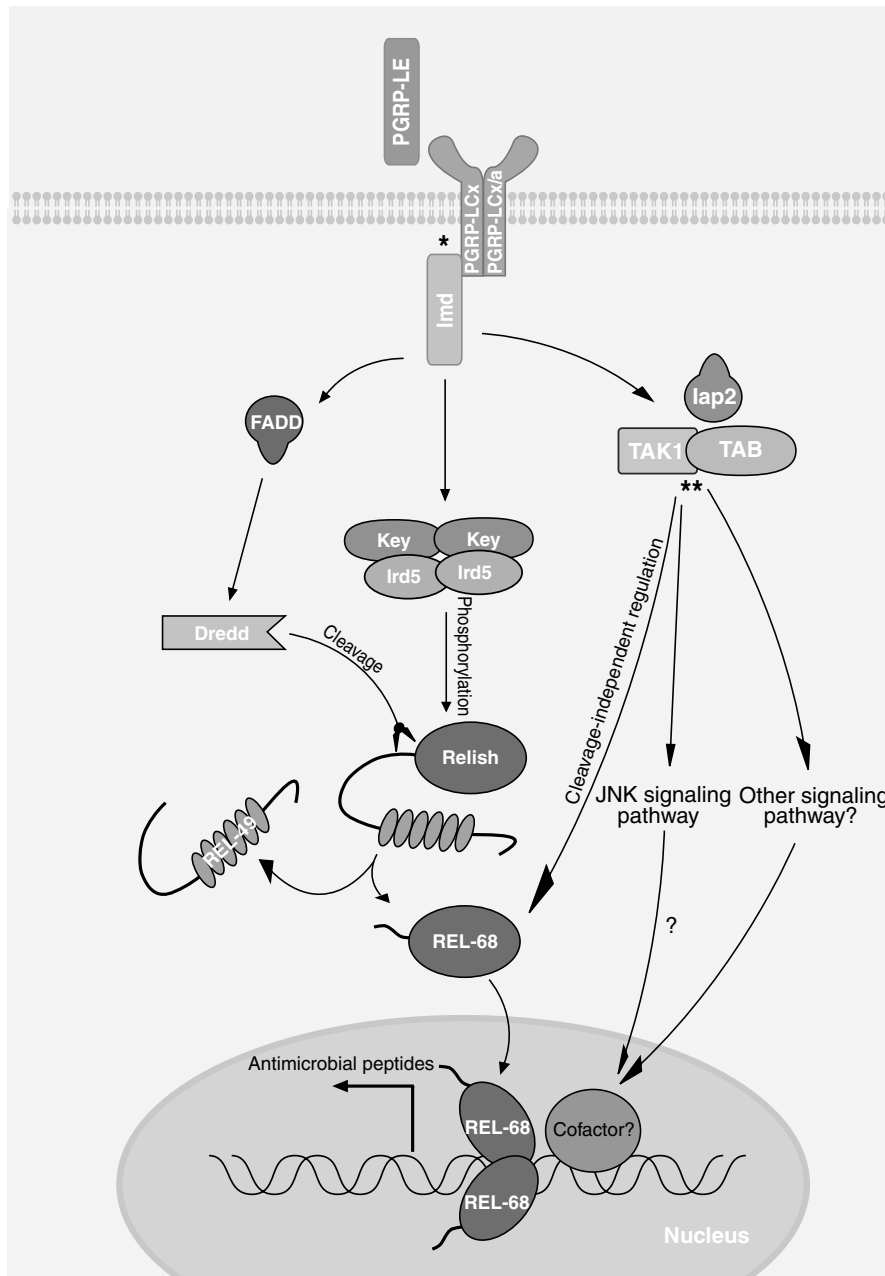 PGRP-LE
PGRP-LCx
PGRP-LCx/a
*
Imd
FADD
Iap2
TAK1
TAB
**
Key
Key
Ird5
Ird5
Dredd
Cleavage
Phosphorylation
Cleavage-independent regulation
Relish
REL-49
JNK signaling
pathway
Other signaling
pathway?
REL-68
?
Antimicrobial peptides
REL-68
Cofactor?
REL-68
Nucleus